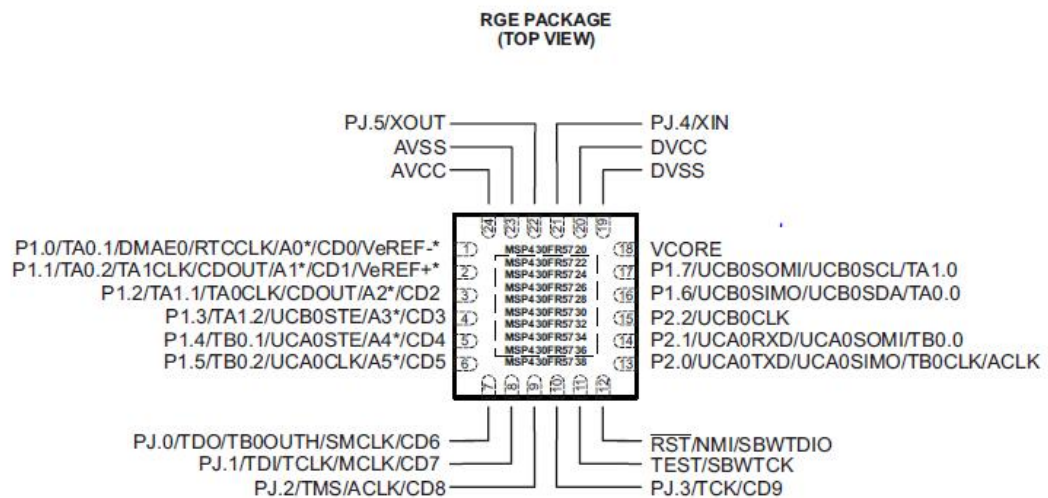 RGE PACKAGE
(TOP VIEW)
PJ.5/XOUT
AVSS
AVCC
PJ.4/XIN
DVCC
DVSS
24
23
22
21
20
19
P1.0/TA0.1/DMAE0/RTCCLK/A0*/CD0/VeREF-*
P1.1/TA0.2/TA1CLK/CDOUT/A1*/CD1/VeREF+*
P1.2/TA1.1/TA0CLK/CDOUT/A2*/CD2
P1.3/TA1.2/UCB0STE/A3*/CD3
P1.4/TB0.1/UCA0STE/A4*/CD4
P1.5/TB0.2/UCA0CLK/A5*/CD5
1
2
3
4
5
6
MSP430FR5720
MSP430FR5722
MSP430FR5724
MSP430FR5726
MSP430FR5728
MSP430FR5730
MSP430FR5732
MSP430FR5734
MSP430FR5736
MSP430FR5738
18
17
16
15
14
13
VCORE
P1.7/UCB0SOMI/UCB0SCL/TA1.0
P1.6/UCB0SIMO/UCB0SDA/TA0.0
P2.2/UCB0CLK
P2.1/UCA0RXD/UCA0SOMI/TB0.0
P2.0/UCA0TXD/UCA0SIMO/TB0CLK/ACLK
7
8
9
10
11
12
PJ.0/TDO/TB0OUTH/SMCLK/CD6
PJ.1/TDI/TCLK/MCLK/CD7
PJ.2/TMS/ACLK/CD8
RST/NMI/SBWTDIO
TEST/SBWTCK
PJ.3/TCK/CD9